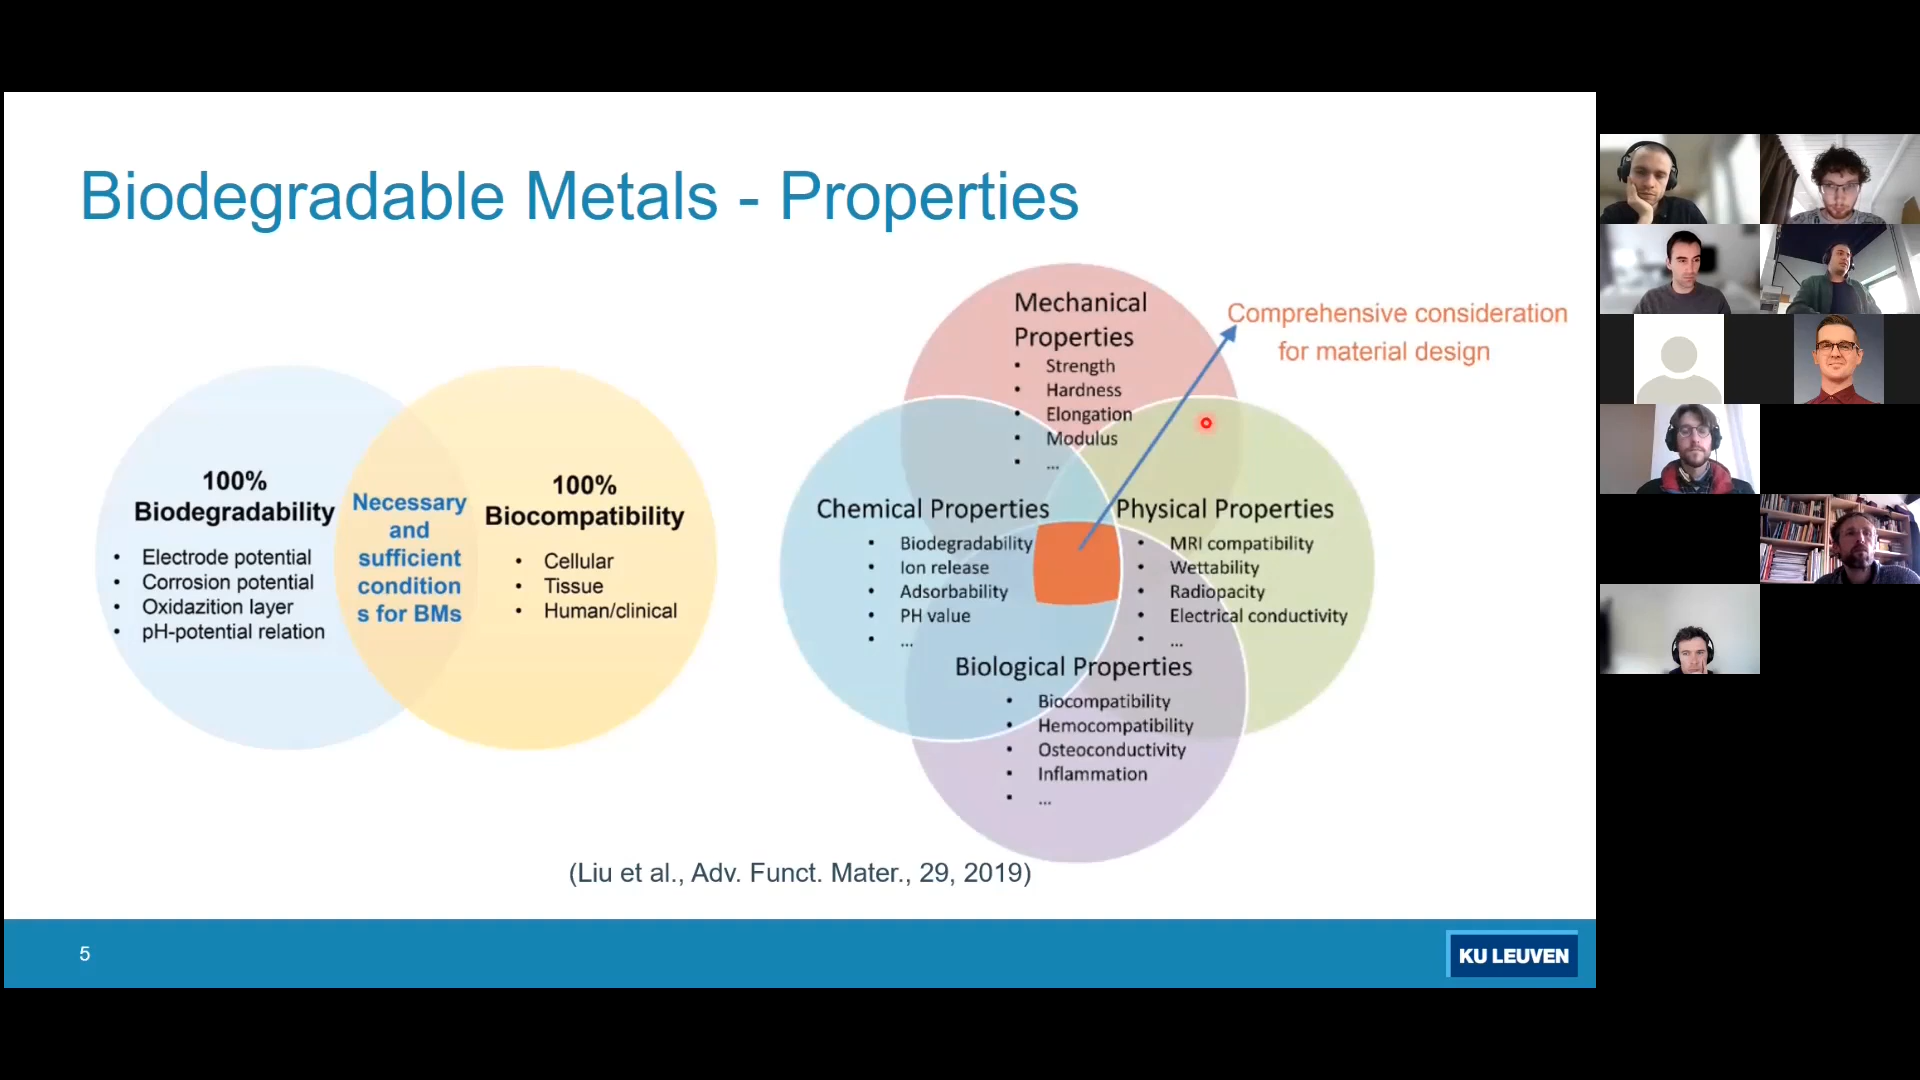 Biodegradable Metals - Properties
100%
Biodegradability
• Electrode potential
• Corrosion potential
• Oxidazition layer
• pH-potential relation
Necessary
and
sufficient
condition
s for BMs
100%
Biocompatibility
• Cellular
• Tissue
• Human/clinical
Mechanical
Properties
• Strength
• Hardness
• Elongation
• Modulus
• ...
Comprehensive consideration
for material design
Chemical Properties
• Biodegradability
• Ion release
• Adsorbability
• PH value
• ...
Physical Properties
• MRI compatibility
• Wettability
• Radiopacity
• Electrical conductivity
• ...
Biological Properties
• Biocompatibility
• Hemocompatibility
• Osteoconductivity
• Inflammation
• ...
(Liu et al., Adv. Funct. Mater., 29, 2019)
5
KU LEUVEN